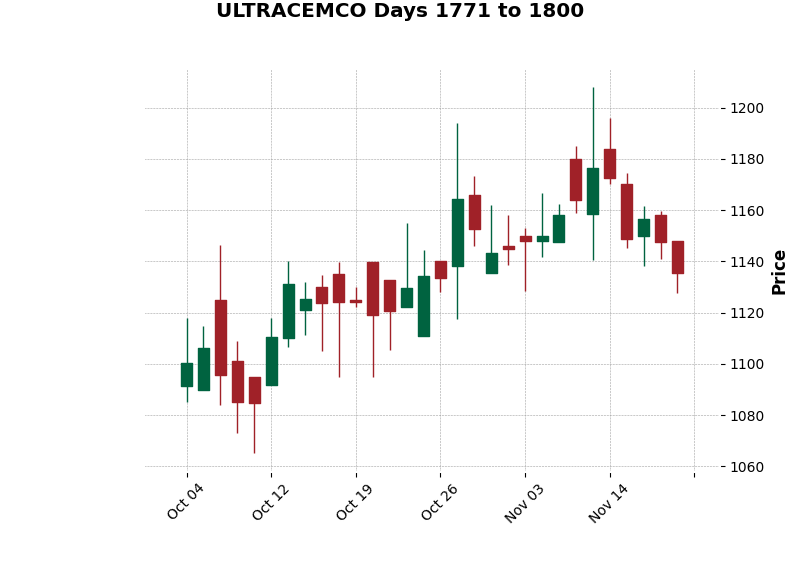 ULTRACEMCO Days 1771 to 1800
1200
1180
1160
1140
1120
1100
1080
1060
Price
Oct 04
Oct 12
Oct 19
Oct 26
Nov 03
Nov 14